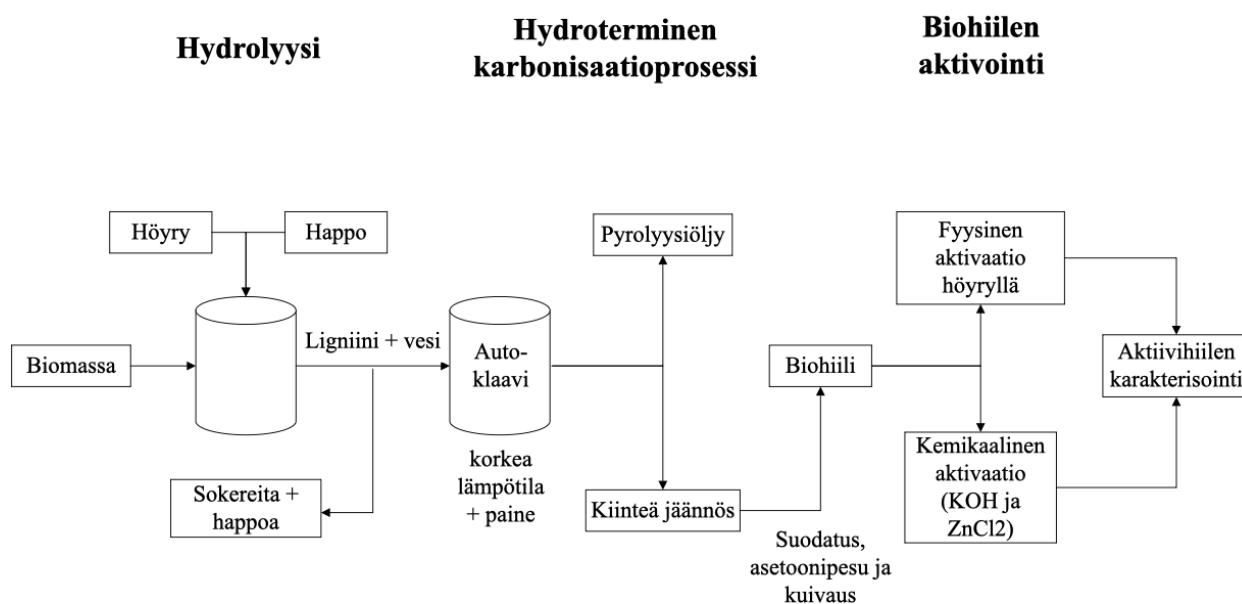 Hydrolyysi
Hydroterminen
karbonisaatioprosessi
Biohiilen
aktivointi
Höyry
Happo
Biomassa
Ligniini + vesi
Sokereita +
happoa
Auto-
klaavi
korkea
lämpötila
+ paine
Pyrolyysiöljy
Kiinteä jäännös
Suodatus,
asetoonipesu ja
kuivaus
Biohiili
Fyysinen
aktivaatio
höyryllä
Kemikaalinen
aktivaatio
(KOH ja
ZnCl2)
Aktiivihiilen
karakterisointi